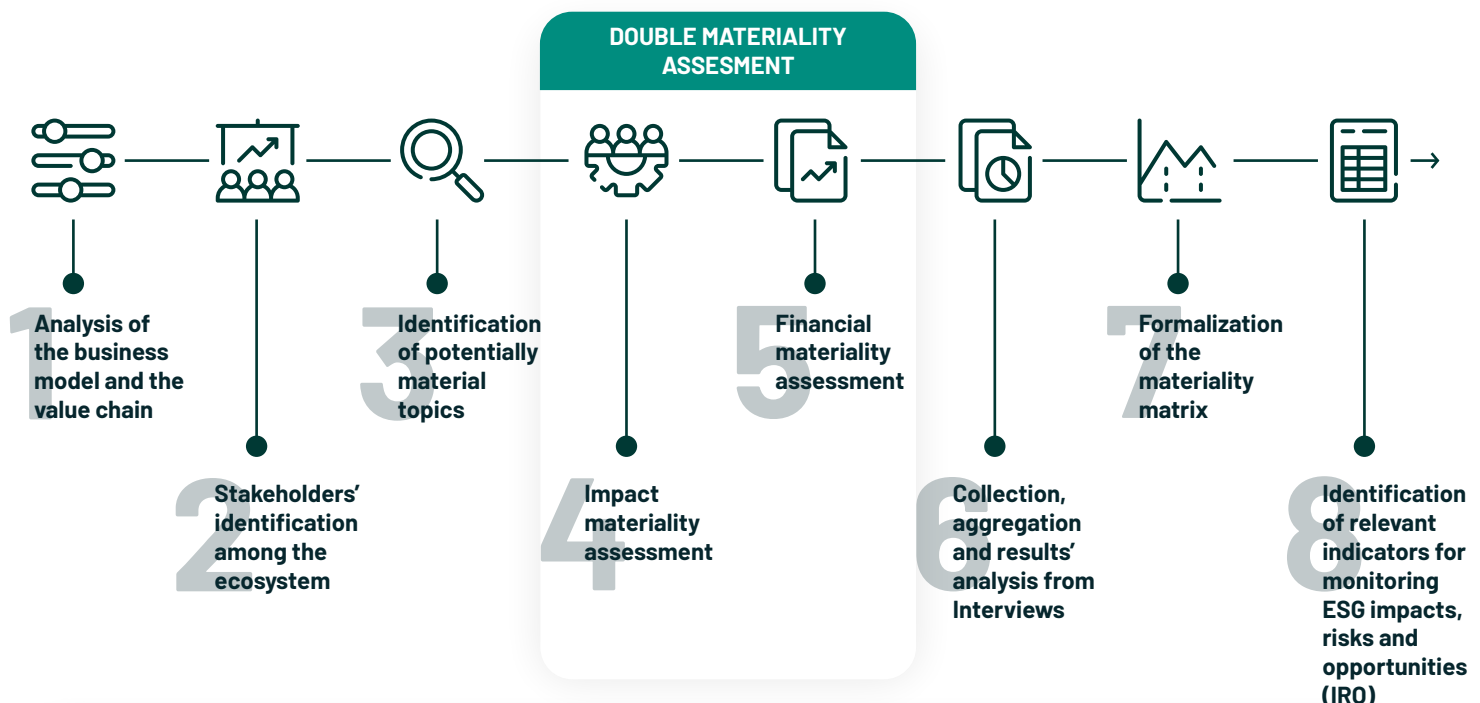 DOUBLE MATERIALITY
ASSESMENT
1
Analysis of
the business
model and the
value chain
2
Stakeholders’
identification
among the
ecosystem
3
Identification
of potentially
material
topics
4
Impact
materiality
assessment
5
Financial
materiality
assessment
6
Collection,
aggregation
and results’
analysis from
Interviews
7
Formalization
of the
materiality
matrix
8
Identification
of relevant
indicators for
monitoring
ESG impacts,
risks and
opportunities
(IRO)